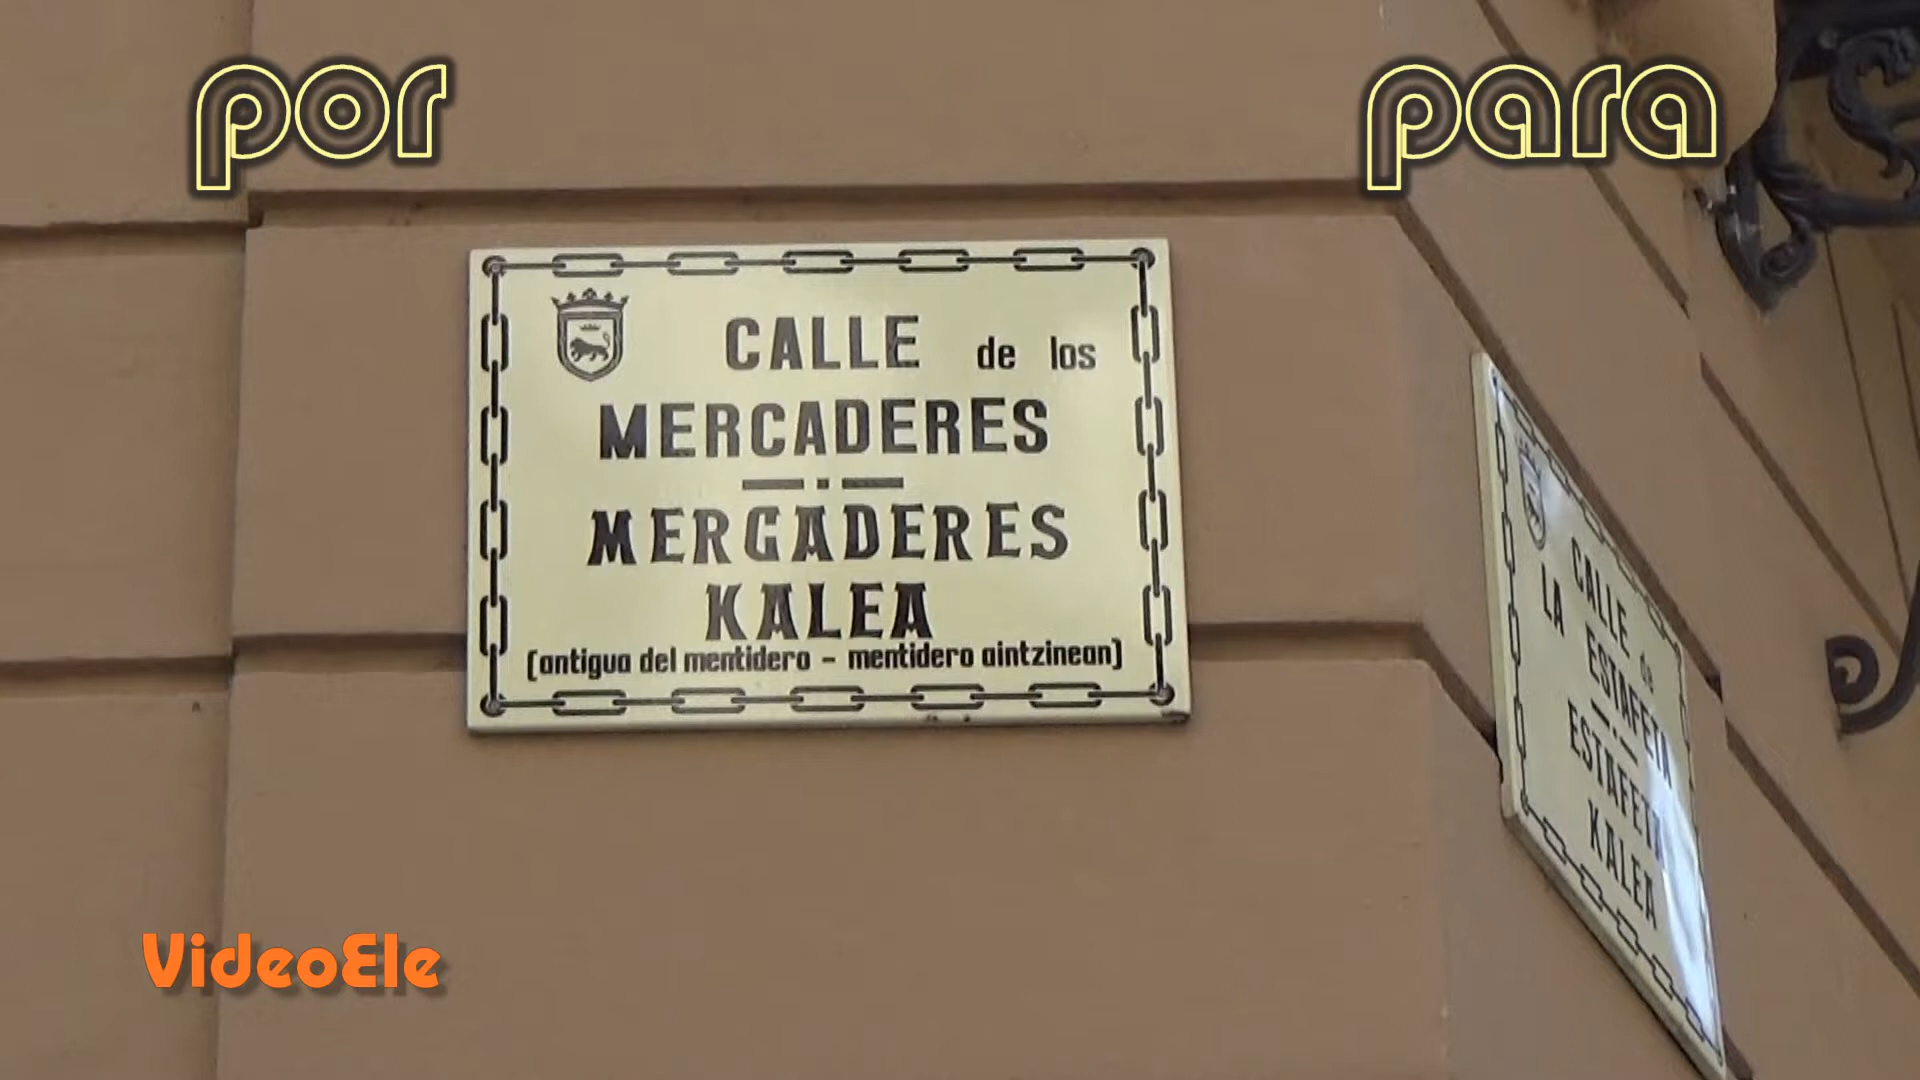 por
para
CALLE de los
MERCADERES
MERCADERES
KALEA
(antigua del mentidero - mentidero aintzinean)
CALLE de
LA ESTAFETA
ESTAFETA
KALEA
VideoEle